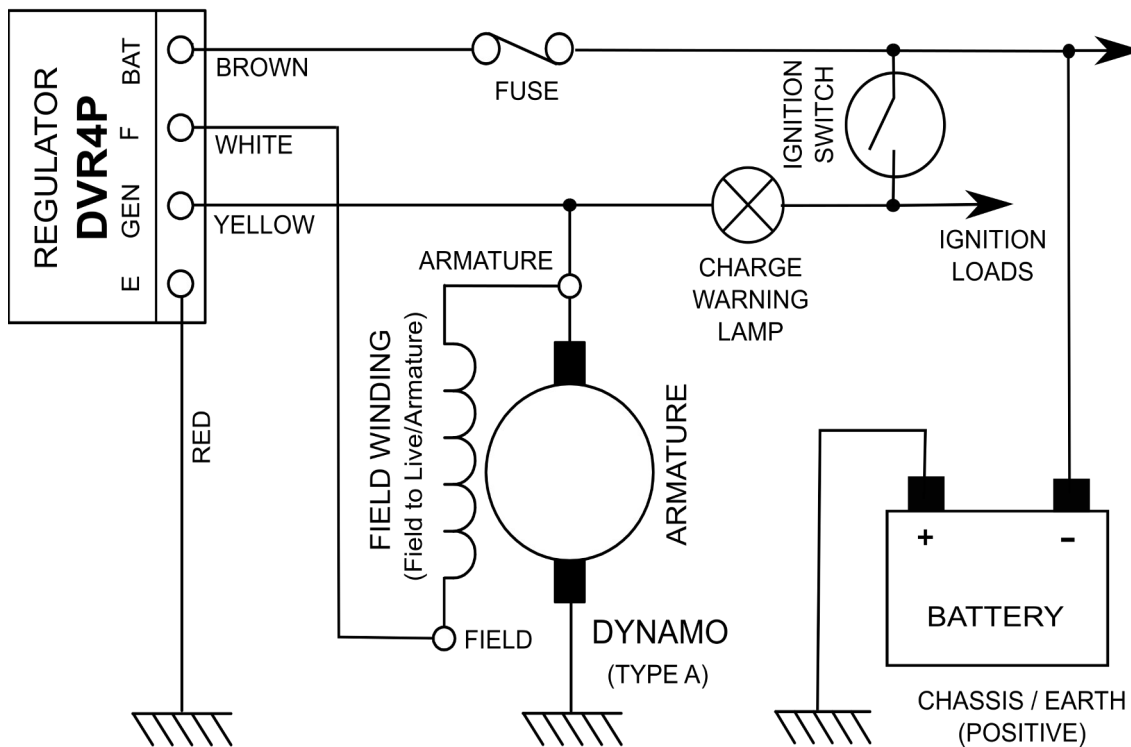 REGULATOR
DVR4P
BAT
F
GEN
E
BROWN
WHITE
YELLOW
RED
FUSE
IGNITION
SWITCH
IGNITION
LOADS
CHARGE
WARNING
LAMP
ARMATURE
FIELD WINDING
(Field to Live/Armature)
ARMATURE
FIELD
DYNAMO
(TYPE A)
+
-
BATTERY
CHASSIS / EARTH
(POSITIVE)